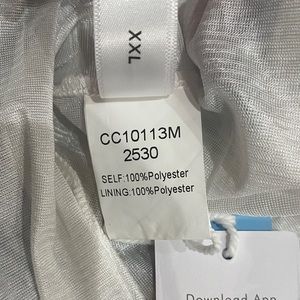 XXL
CC10113M
2530
SELF:100%Polyester
LINING:100%Polyester
Download App